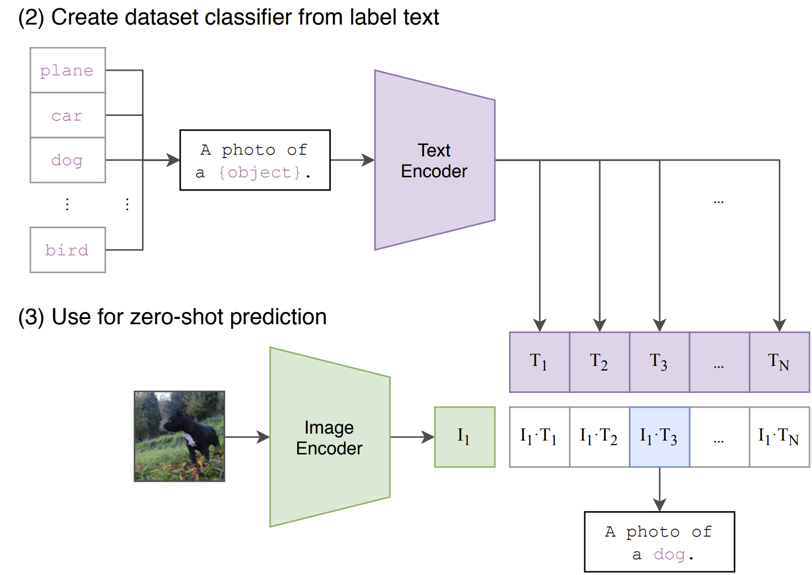 (2) Create dataset classifier from label text
plane
car
dog
⋮
⋮
bird
A photo of
a {object}.
Text
Encoder
...
(3) Use for zero-shot prediction
T1
T2
T3
...
TN
Image
Encoder
I1
I1·T1
I1·T2
I1·T3
...
I1·TN
A photo of
a dog.